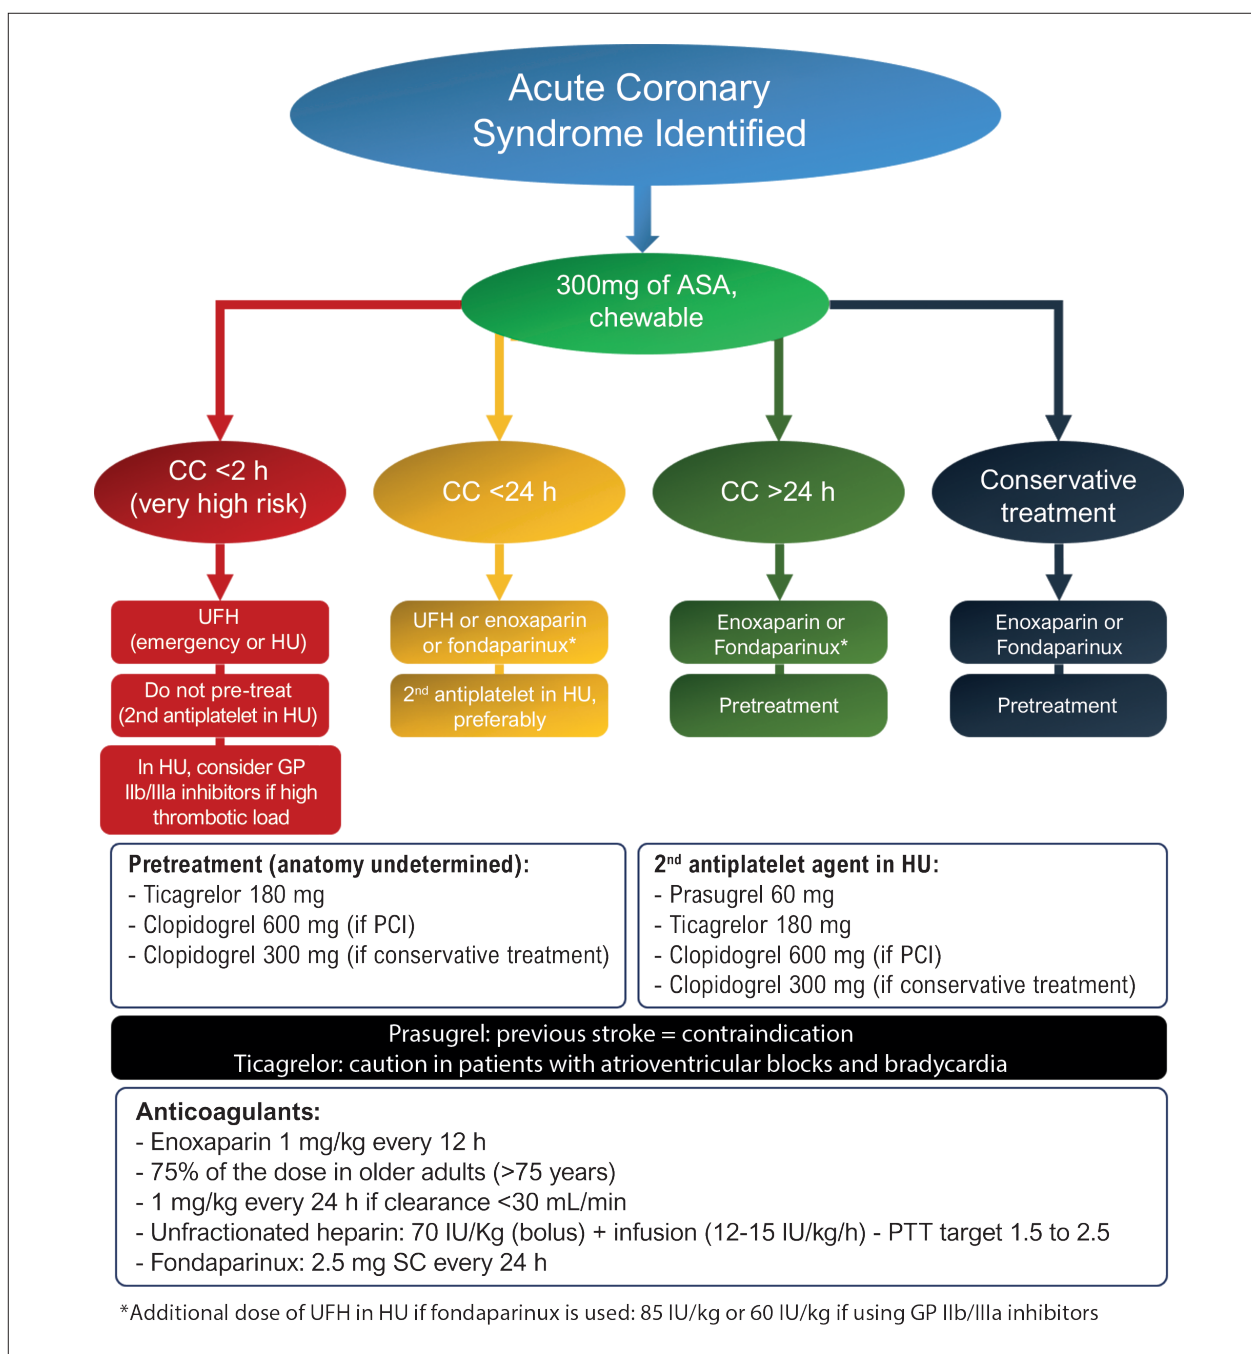 Acute Coronary
Syndrome Identified
300mg of ASA,
chewable
CC <2 h
(very high risk)
CC <24 h
CC >24 h
Conservative
treatment
UFH
(emergency or HU)
UFH or enoxaparin
or fondaparinux*
Enoxaparin or
Fondaparinux*
Enoxaparin or
Fondaparinux
Do not pre-treat
(2nd antiplatelet in HU)
2nd antiplatelet in HU,
preferably
Pretreatment
Pretreatment
In HU, consider GP
IIb/IIIa inhibitors if high
thrombotic load
Pretreatment (anatomy undetermined):
- Ticagrelor 180 mg
- Clopidogrel 600 mg (if PCI)
- Clopidogrel 300 mg (if conservative treatment)
2nd antiplatelet agent in HU:
- Prasugrel 60 mg
- Ticagrelor 180 mg
- Clopidogrel 600 mg (if PCI)
- Clopidogrel 300 mg (if conservative treatment)
Prasugrel: previous stroke = contraindication
Ticagrelor: caution in patients with atrioventricular blocks and bradycardia
Anticoagulants:
- Enoxaparin 1 mg/kg every 12 h
- 75% of the dose in older adults (>75 years)
- 1 mg/kg every 24 h if clearance <30 mL/min
- Unfractionated heparin: 70 IU/Kg (bolus) + infusion (12-15 IU/kg/h) - PTT target 1.5 to 2.5
- Fondaparinux: 2.5 mg SC every 24 h
*Additional dose of UFH in HU if fondaparinux is used: 85 IU/kg or 60 IU/kg if using GP IIb/IIIa inhibitors